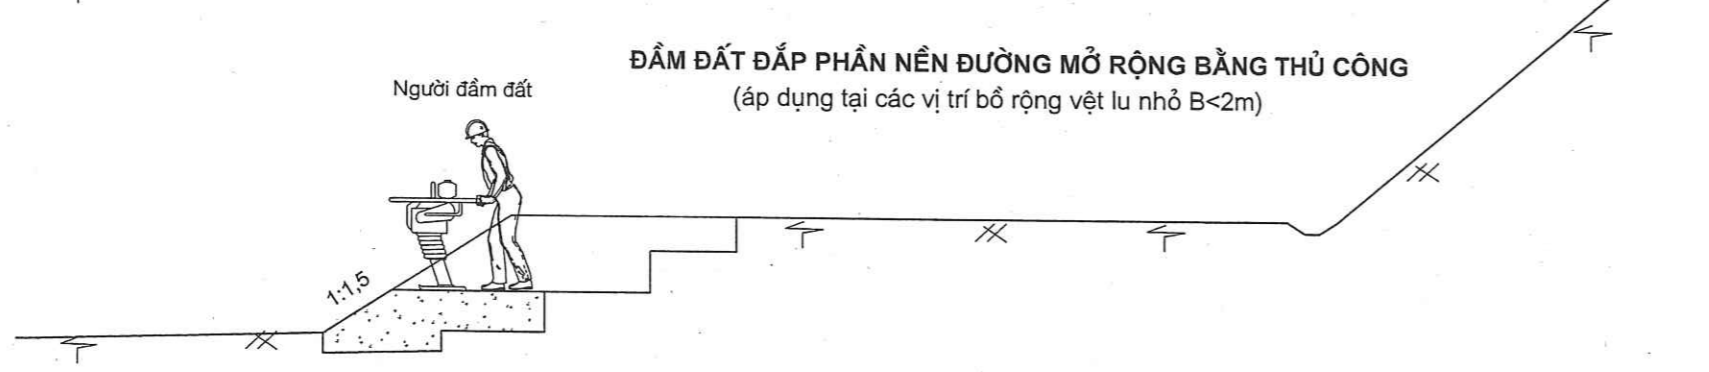 ĐẦM ĐẤT ĐẮP PHẦN NỀN ĐƯỜNG MỞ RỘNG BẰNG THỦ CÔNG
(áp dụng tại các vị trí bồ rộng vệt lu nhỏ B<2m)
Người đầm đất
1:1,5